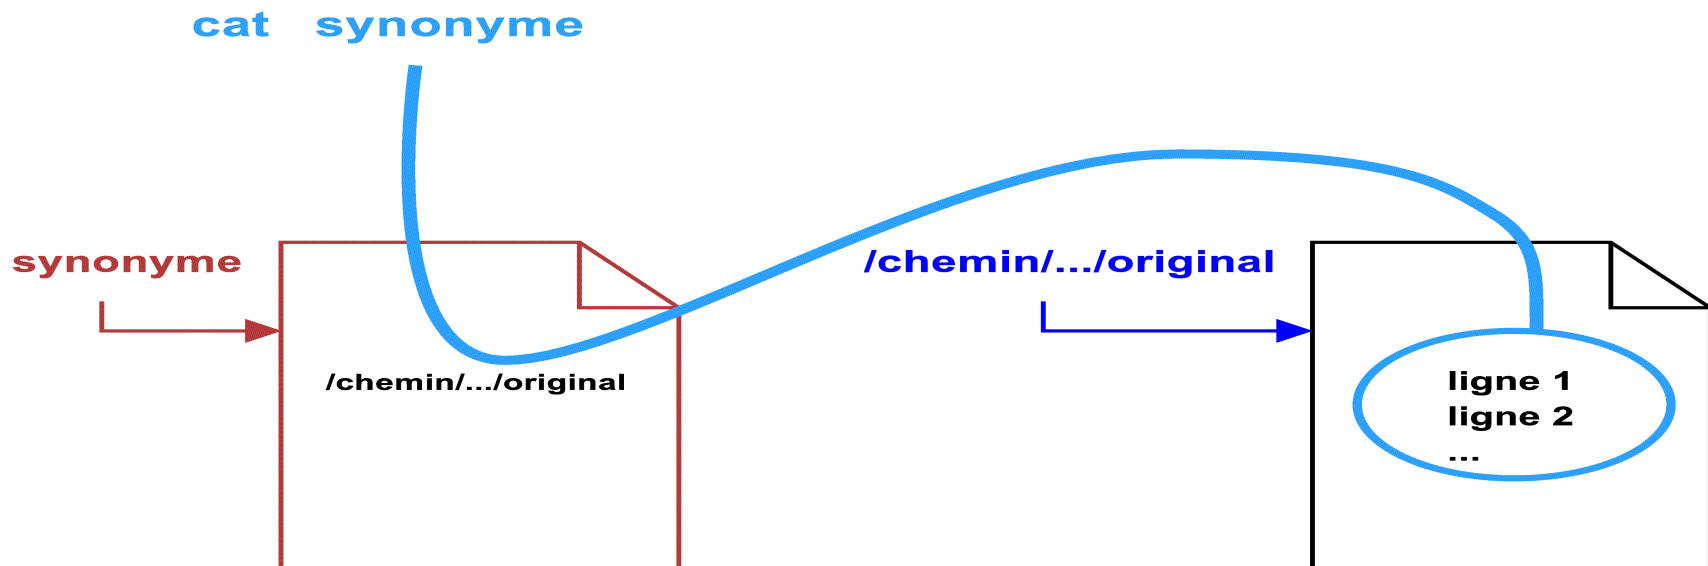 cat synonyme
synonyme
/chemin/.../original
/chemin/.../original
ligne 1
ligne 2
...